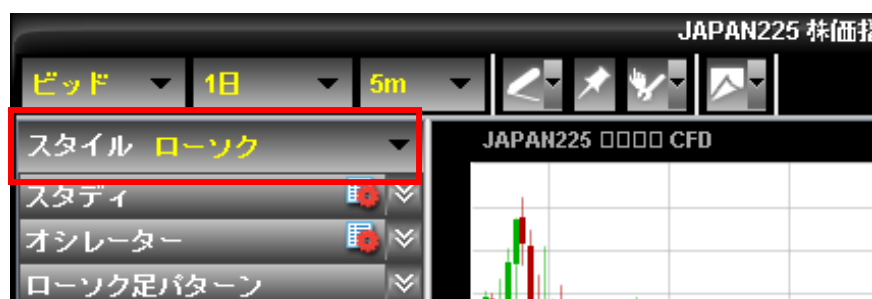 JAPAN225 株価指
ビッド 1日 5m
スタイル ローソク
JAPAN225 □□□□ CFD
スタディ
オシレーター
ローソク足パターン